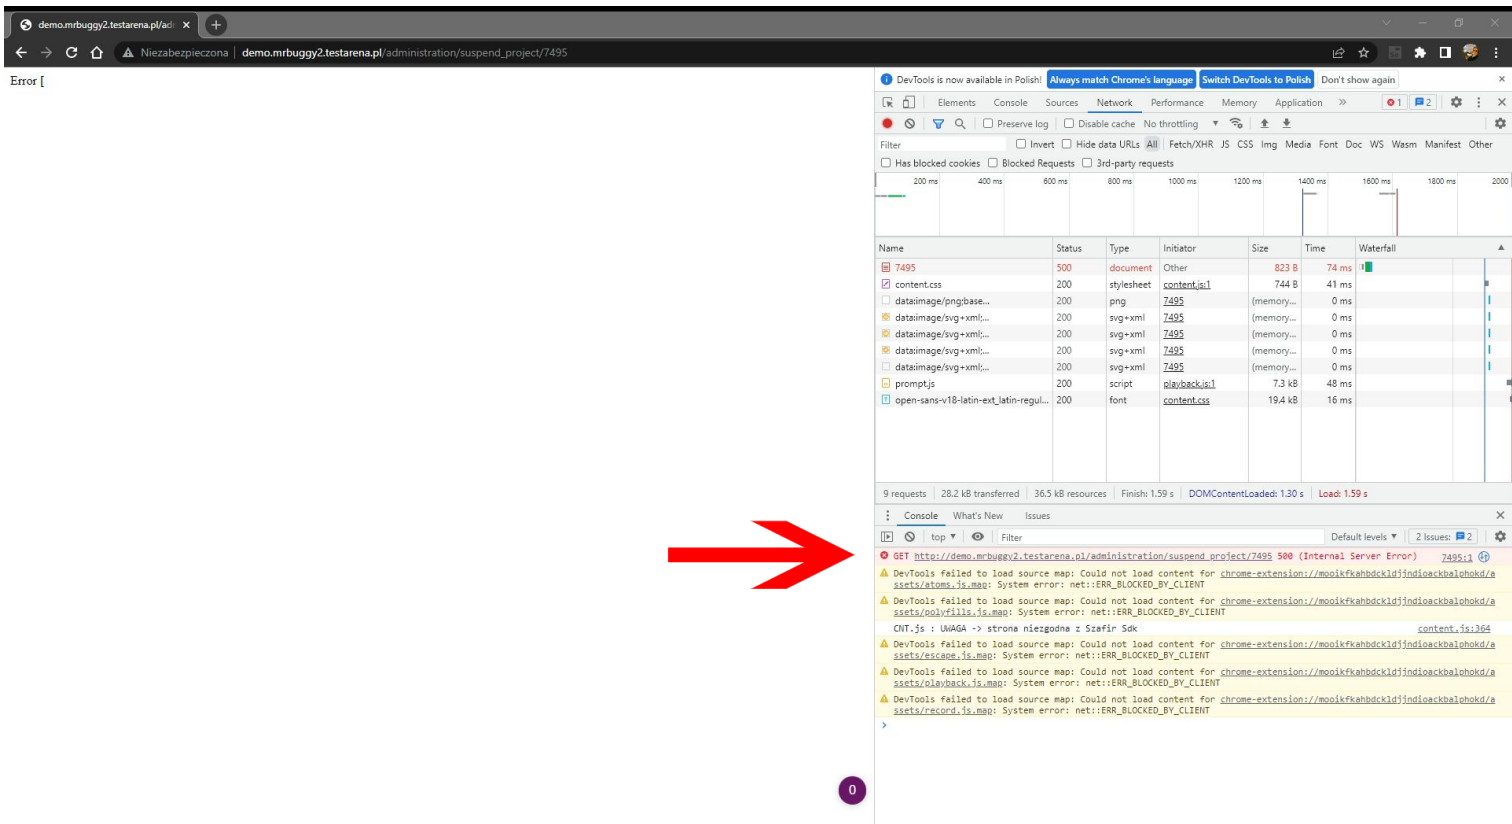 demo.mrbuggy2.testarena.pl/ad
Niezabezpieczona | demo.mrbuggy2.testarena.pl/administration/suspend_project/7495
Error [
DevTools is now available in Polish! Always match Chrome's language Switch DevTools to Polish Don't show again
Elements Console Sources Network Performance Memory Application 1 2
Preserve log Disable cache No throttling
Filter Invert Hide data URLs All Fetch/XHR JS CSS Img Media Font Doc WS Wasm Manifest Other
Has blocked cookies Blocked Requests 3rd-party requests
200 ms 400 ms 600 ms 800 ms 1000 ms 1200 ms 1400 ms 1600 ms 1800 ms 2000
Name Status Type Initiator Size Time Waterfall
7495 500 document Other 823 B 74 ms
content.css 200 stylesheet content.js:1 744 B 41 ms
data:image/png;base... 200 png 7495 (memory... 0 ms
data:image/svg+xml;... 200 svg+xml 7495 (memory... 0 ms
data:image/svg+xml;... 200 svg+xml 7495 (memory... 0 ms
data:image/svg+xml;... 200 svg+xml 7495 (memory... 0 ms
data:image/svg+xml;... 200 svg+xml 7495 (memory... 0 ms
prompt.js 200 script playback.js:1 7.3 kB 48 ms
open-sans-v18-latin-ext_latin-regul... 200 font content.css 19.4 kB 16 ms
9 requests 28.2 kB transferred 36.5 kB resources Finish: 1.59 s DOMContentLoaded: 1.30 s Load: 1.59 s
Console What's New Issues
top Filter Default levels 2 Issues: 2
GET http://demo.mrbuggy2.testarena.pl/administration/suspend_project/7495 500 (Internal Server Error) 7495:1
DevTools failed to load source map: Could not load content for chrome-extension://mooikfkahbdckldjjndioackbalphokd/a
ssets/atoms.js.map: System error: net::ERR_BLOCKED_BY_CLIENT
DevTools failed to load source map: Could not load content for chrome-extension://mooikfkahbdckldjjndioackbalphokd/a
ssets/polyfills.js.map: System error: net::ERR_BLOCKED_BY_CLIENT
CNT.js : UWAGA -> strona niezgodna z Szafir Sdk content.js:364
DevTools failed to load source map: Could not load content for chrome-extension://mooikfkahbdckldjjndioackbalphokd/a
ssets/escape.js.map: System error: net::ERR_BLOCKED_BY_CLIENT
DevTools failed to load source map: Could not load content for chrome-extension://mooikfkahbdckldjjndioackbalphokd/a
ssets/playback.js.map: System error: net::ERR_BLOCKED_BY_CLIENT
DevTools failed to load source map: Could not load content for chrome-extension://mooikfkahbdckldjjndioackbalphokd/a
ssets/record.js.map: System error: net::ERR_BLOCKED_BY_CLIENT
0